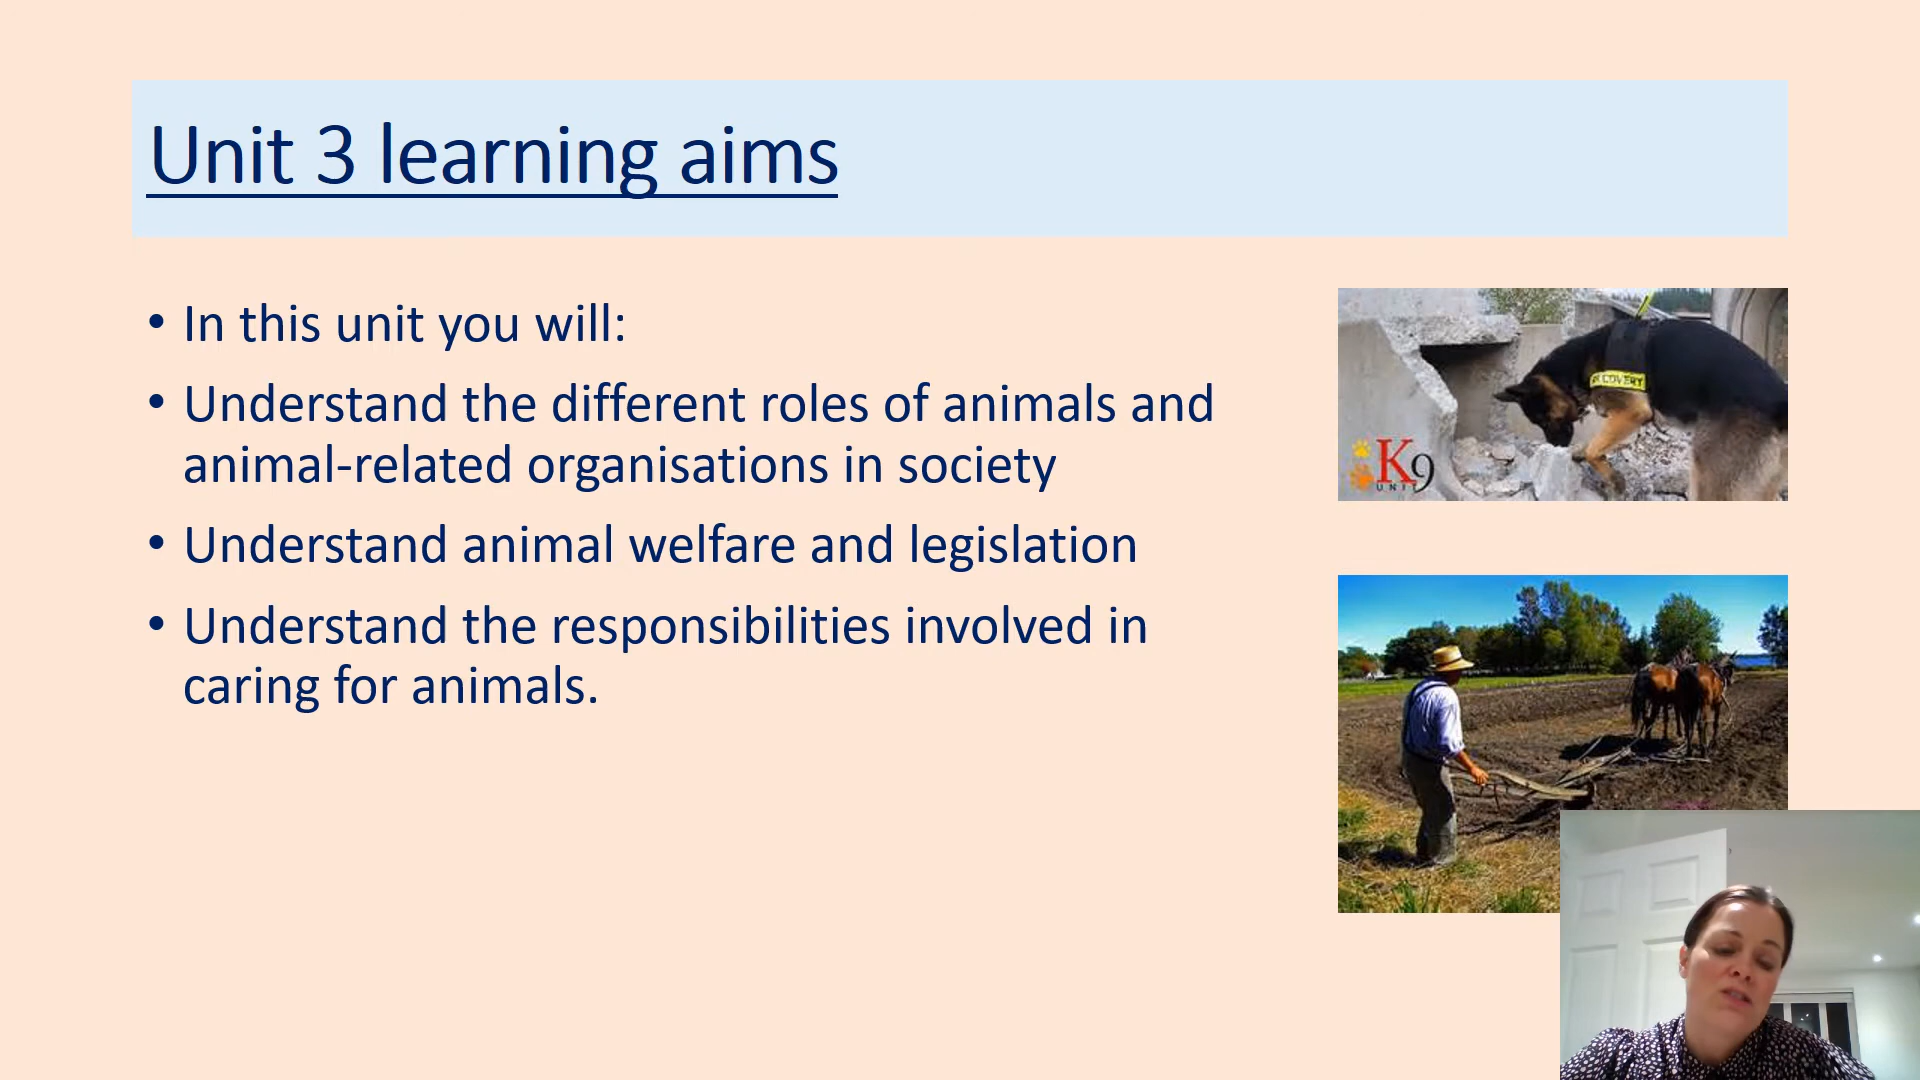 Unit 3 learning aims
• In this unit you will:
• Understand the different roles of animals and
animal-related organisations in society
• Understand animal welfare and legislation
• Understand the responsibilities involved in
caring for animals.
K9
UNIT